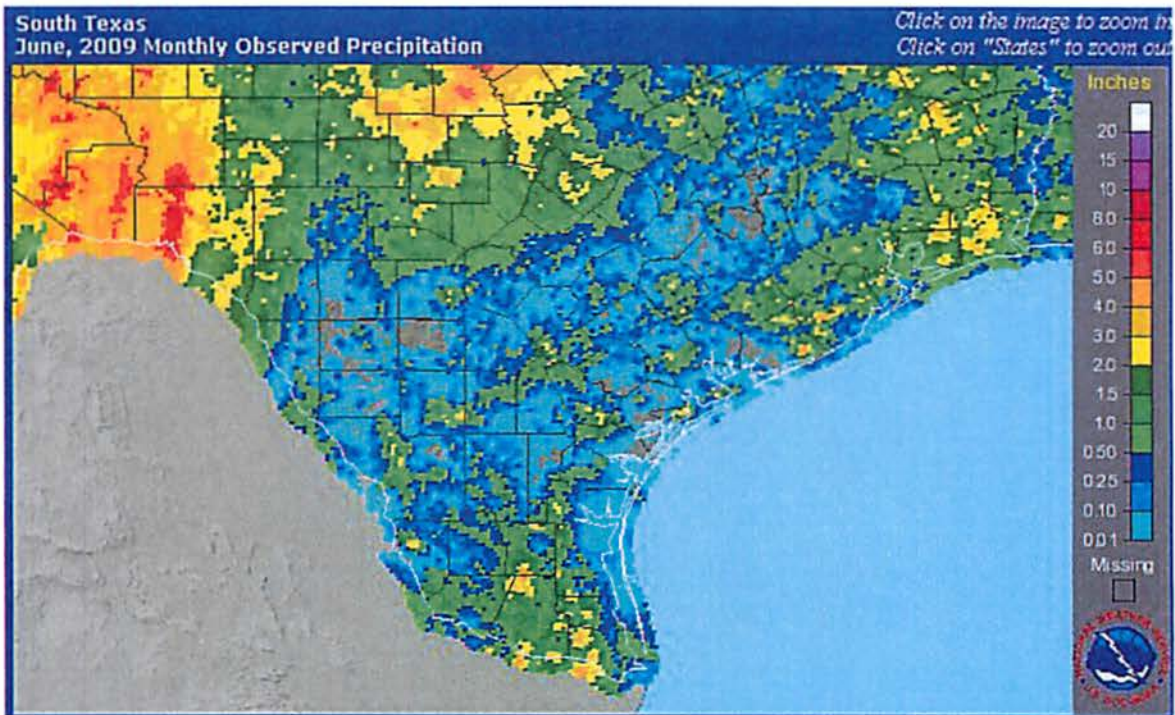 South Texas
June, 2009 Monthly Observed Precipitation
Click on the image to zoom in
Click on "States" to zoom ou
Inches
20
15
10
8.0
6.0
5.0
4.0
3.0
2.0
1.5
1.0
0.50
0.25
0.10
0.01
Missing